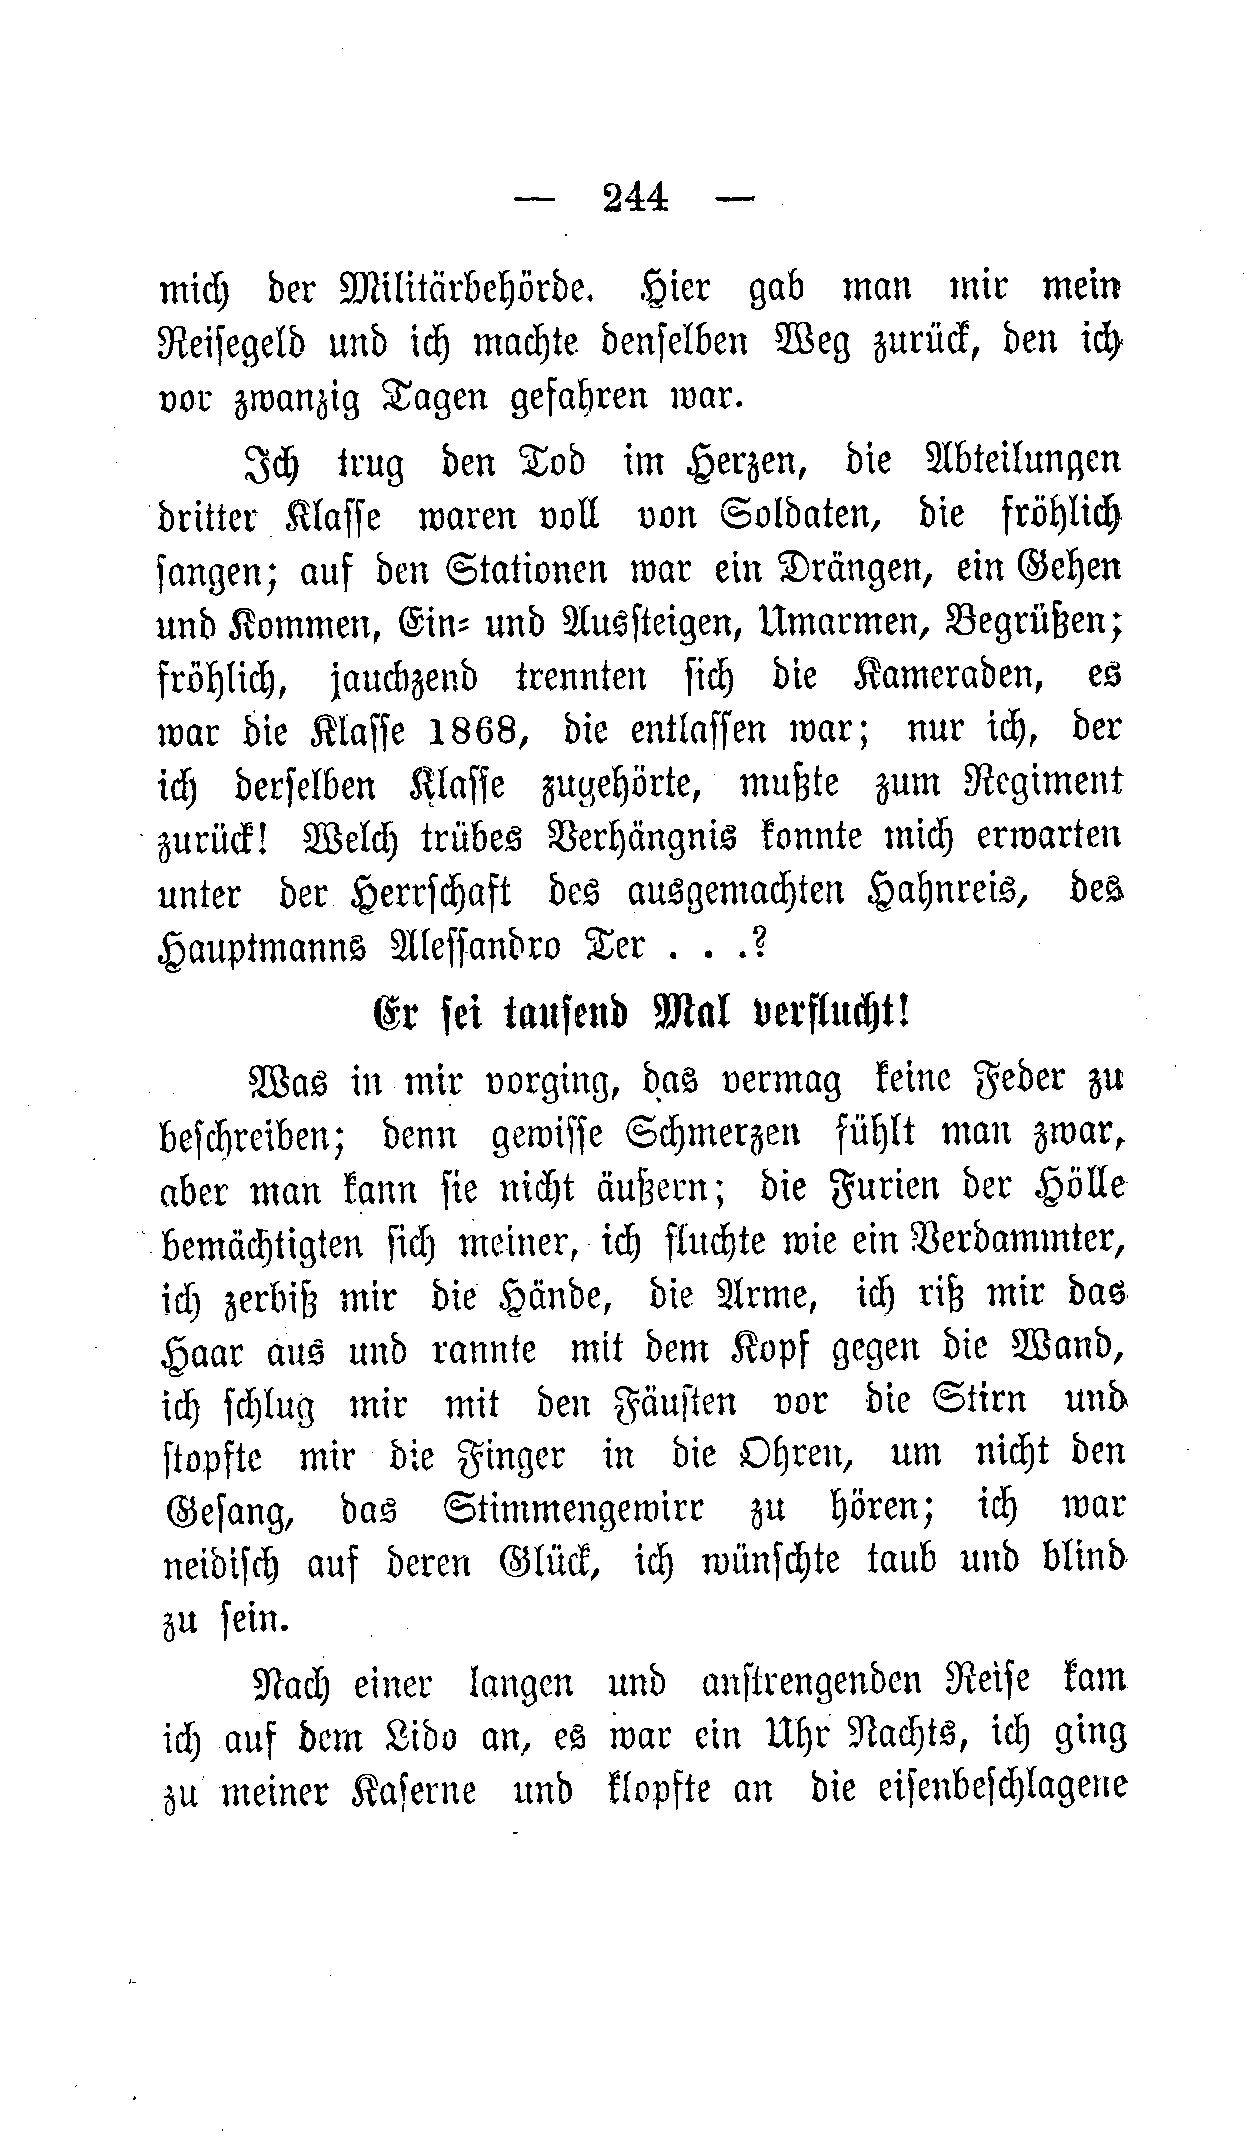 — 244 —
mich der Militärbehörde. Hier gab man mir mein
Reisegeld und ich machte denselben Weg zurück, den ich
vor zwanzig Tagen gefahren war.
Ich trug den Tod im Herzen, die Abteilungen
dritter Klasse waren voll von Soldaten, die fröhlich
sangen; auf den Stationen war ein Drängen, ein Gehen
und Kommen, Ein- und Aussteigen, Umarmen, Begrüßen;
fröhlich, jauchzend trennten sich die Kameraden, es
war die Klasse 1868, die entlassen war; nur ich, der
ich derselben Klasse zugehörte, mußte zum Regiment
zurück! Welch trübes Verhängnis konnte mich erwarten
unter der Herrschaft des ausgemachten Hahnreis, des
Hauptmanns Alessandro Ter . . .?
Er sei tausend Mal verflucht!
Was in mir vorging, das vermag keine Feder zu
beschreiben; denn gewisse Schmerzen fühlt man zwar,
aber man kann sie nicht äußern; die Furien der Hölle
bemächtigten sich meiner, ich fluchte wie ein Verdammter,
ich zerbiß mir die Hände, die Arme, ich riß mir das
Haar aus und rannte mit dem Kopf gegen die Wand,
ich schlug mir mit den Fäusten vor die Stirn und
stopfte mir die Finger in die Ohren, um nicht den
Gesang, das Stimmengewirr zu hören; ich war
neidisch auf deren Glück, ich wünschte taub und blind
zu sein.
Nach einer langen und anstrengenden Reise kam
ich auf dem Lido an, es war ein Uhr Nachts, ich ging
zu meiner Kaserne und klopfte an die eisenbeschlagene